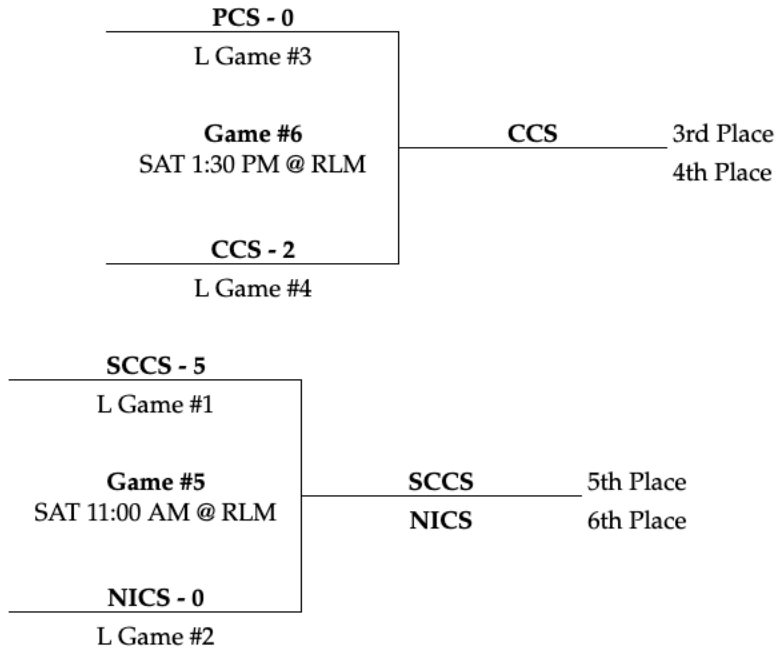 PCS - 0
L Game #3
Game #6
SAT 1:30 PM @ RLM
CCS
3rd Place
4th Place
CCS - 2
L Game #4
SCCS - 5
L Game #1
Game #5
SAT 11:00 AM @ RLM
SCCS
5th Place
NICS
6th Place
NICS - 0
L Game #2